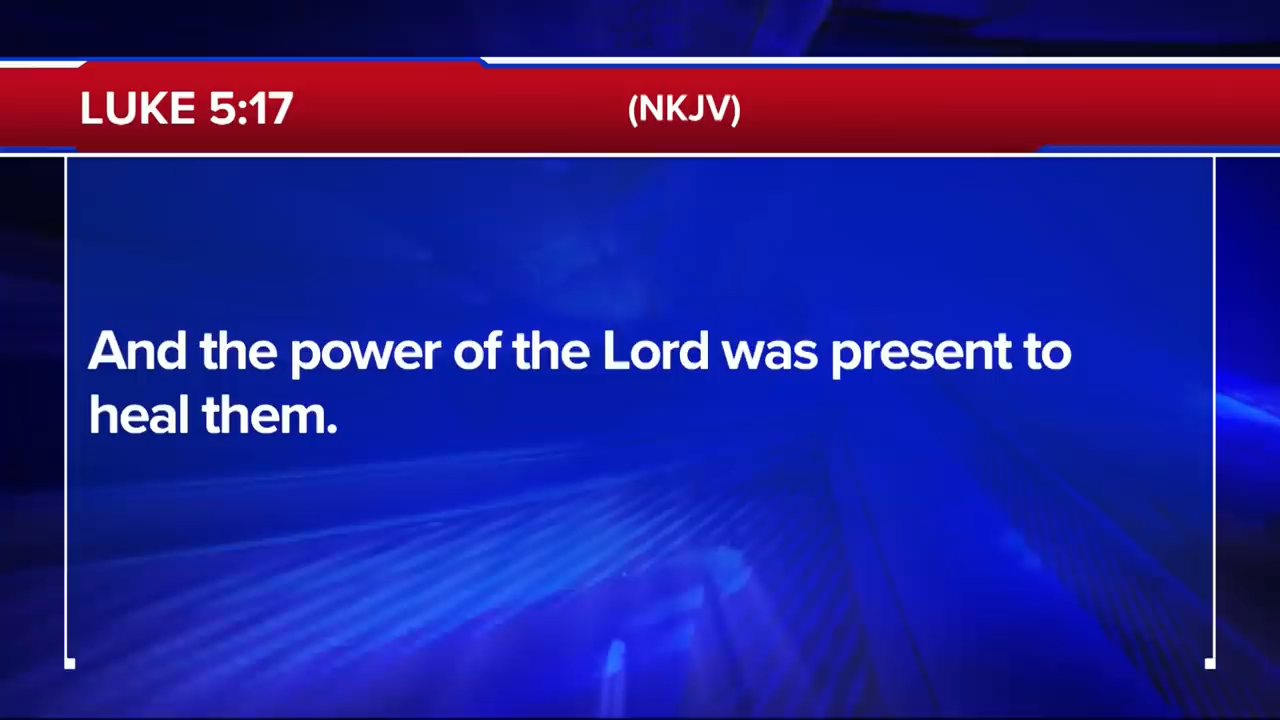 LUKE 5:17
(NKJV)
And the power of the Lord was present to
heal them.